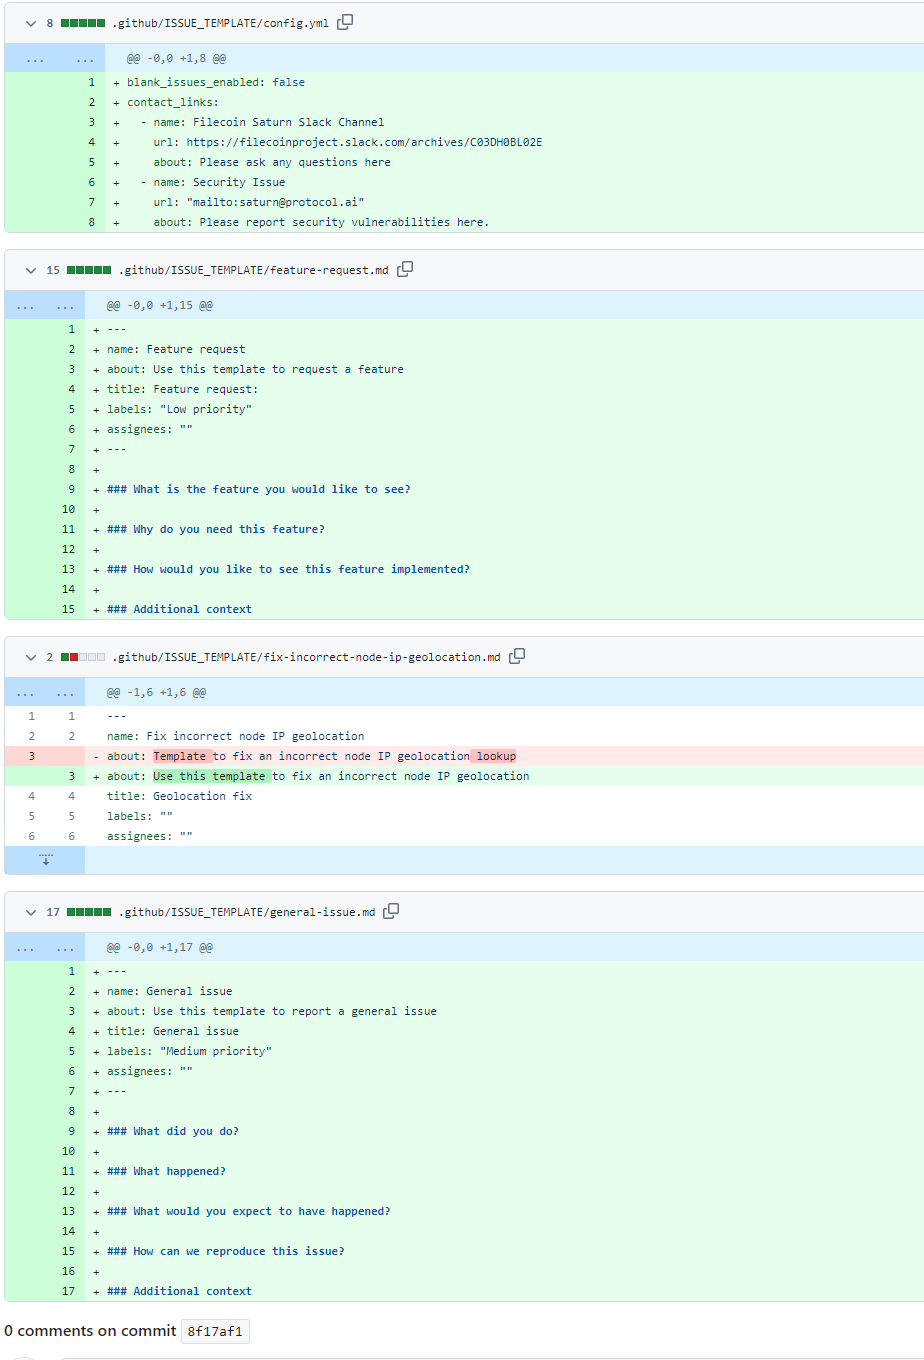 8 .github/ISSUE_TEMPLATE/config.yml
... ... @@ -0,0 +1,8 @@
1 + blank_issues_enabled: false
2 + contact_links:
3 + - name: Filecoin Saturn Slack Channel
4 + url: https://filecoinproject.slack.com/archives/C03DH0BL02E
5 + about: Please ask any questions here
6 + - name: Security Issue
7 + url: "mailto:saturn@protocol.ai"
8 + about: Please report security vulnerabilities here.
15 .github/ISSUE_TEMPLATE/feature-request.md
... ... @@ -0,0 +1,15 @@
1 + ---
2 + name: Feature request
3 + about: Use this template to request a feature
4 + title: Feature request:
5 + labels: "Low priority"
6 + assignees: ""
7 + ---
8 +
9 + ### What is the feature you would like to see?
10 +
11 + ### Why do you need this feature?
12 +
13 + ### How would you like to see this feature implemented?
14 +
15 + ### Additional context
2 .github/ISSUE_TEMPLATE/fix-incorrect-node-ip-geolocation.md
... ... @@ -1,6 +1,6 @@
1 1 ---
2 2 name: Fix incorrect node IP geolocation
3 - about: Template to fix an incorrect node IP geolocation lookup
3 + about: Use this template to fix an incorrect node IP geolocation
4 4 title: Geolocation fix
5 5 labels: ""
6 6 assignees: ""
17 .github/ISSUE_TEMPLATE/general-issue.md
... ... @@ -0,0 +1,17 @@
1 + ---
2 + name: General issue
3 + about: Use this template to report a general issue
4 + title: General issue
5 + labels: "Medium priority"
6 + assignees: ""
7 + ---
8 +
9 + ### What did you do?
10 +
11 + ### What happened?
12 +
13 + ### What would you expect to have happened?
14 +
15 + ### How can we reproduce this issue?
16 +
17 + ### Additional context
0 comments on commit 8f17af1